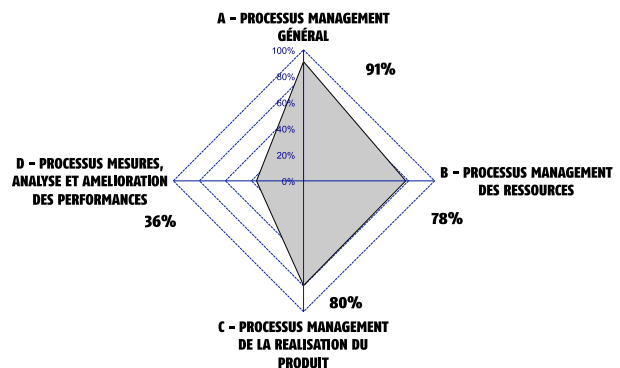 A – PROCESSUS MANAGEMENT
GÉNÉRAL
100%
91%
80%
60%
40%
20%
0%
D – PROCESSUS MESURES,
ANALYSE ET AMELIORATION
DES PERFORMANCES
36%
B – PROCESSUS MANAGEMENT
DES RESSOURCES
78%
80%
C – PROCESSUS MANAGEMENT
DE LA REALISATION DU
PRODUIT